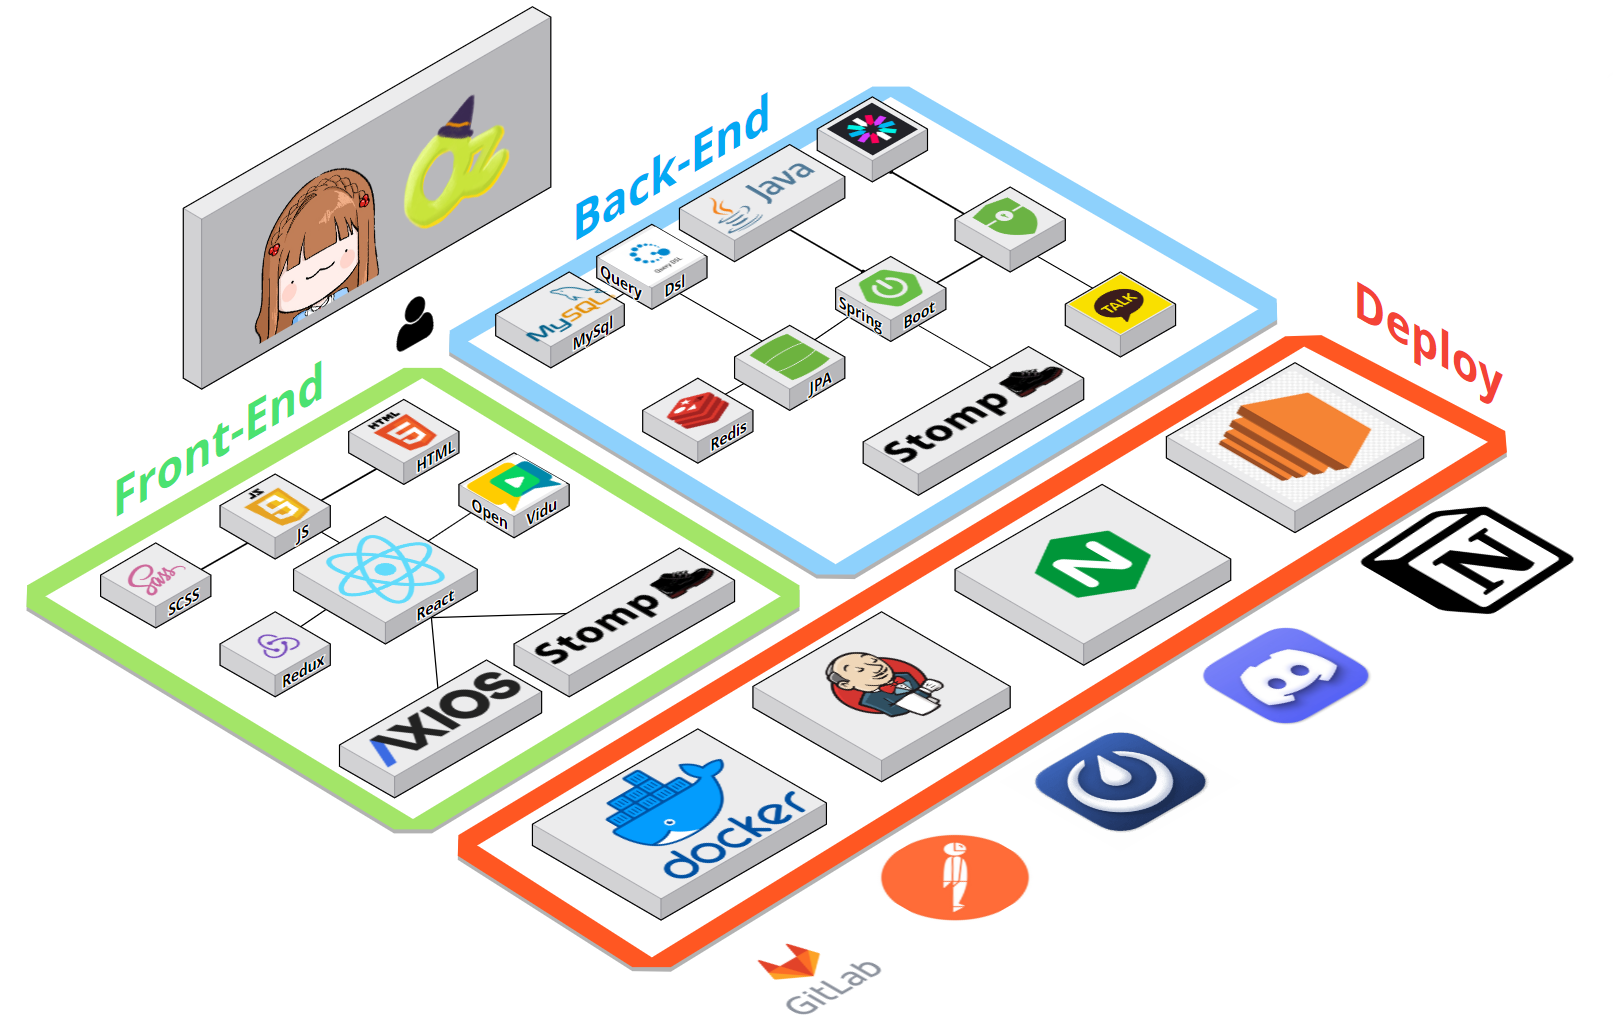 Oz
Back-End
Java
Query DSL
Query Dsl
MySQL
MySql
Spring Boot
TALK
JPA
Redis
Stomp
Front-End
HTML
HTML
JS
JS
Open Vidu
Sass
SCSS
React
Redux
Stomp
AXIOS
Deploy
N
N
docker
GitLab